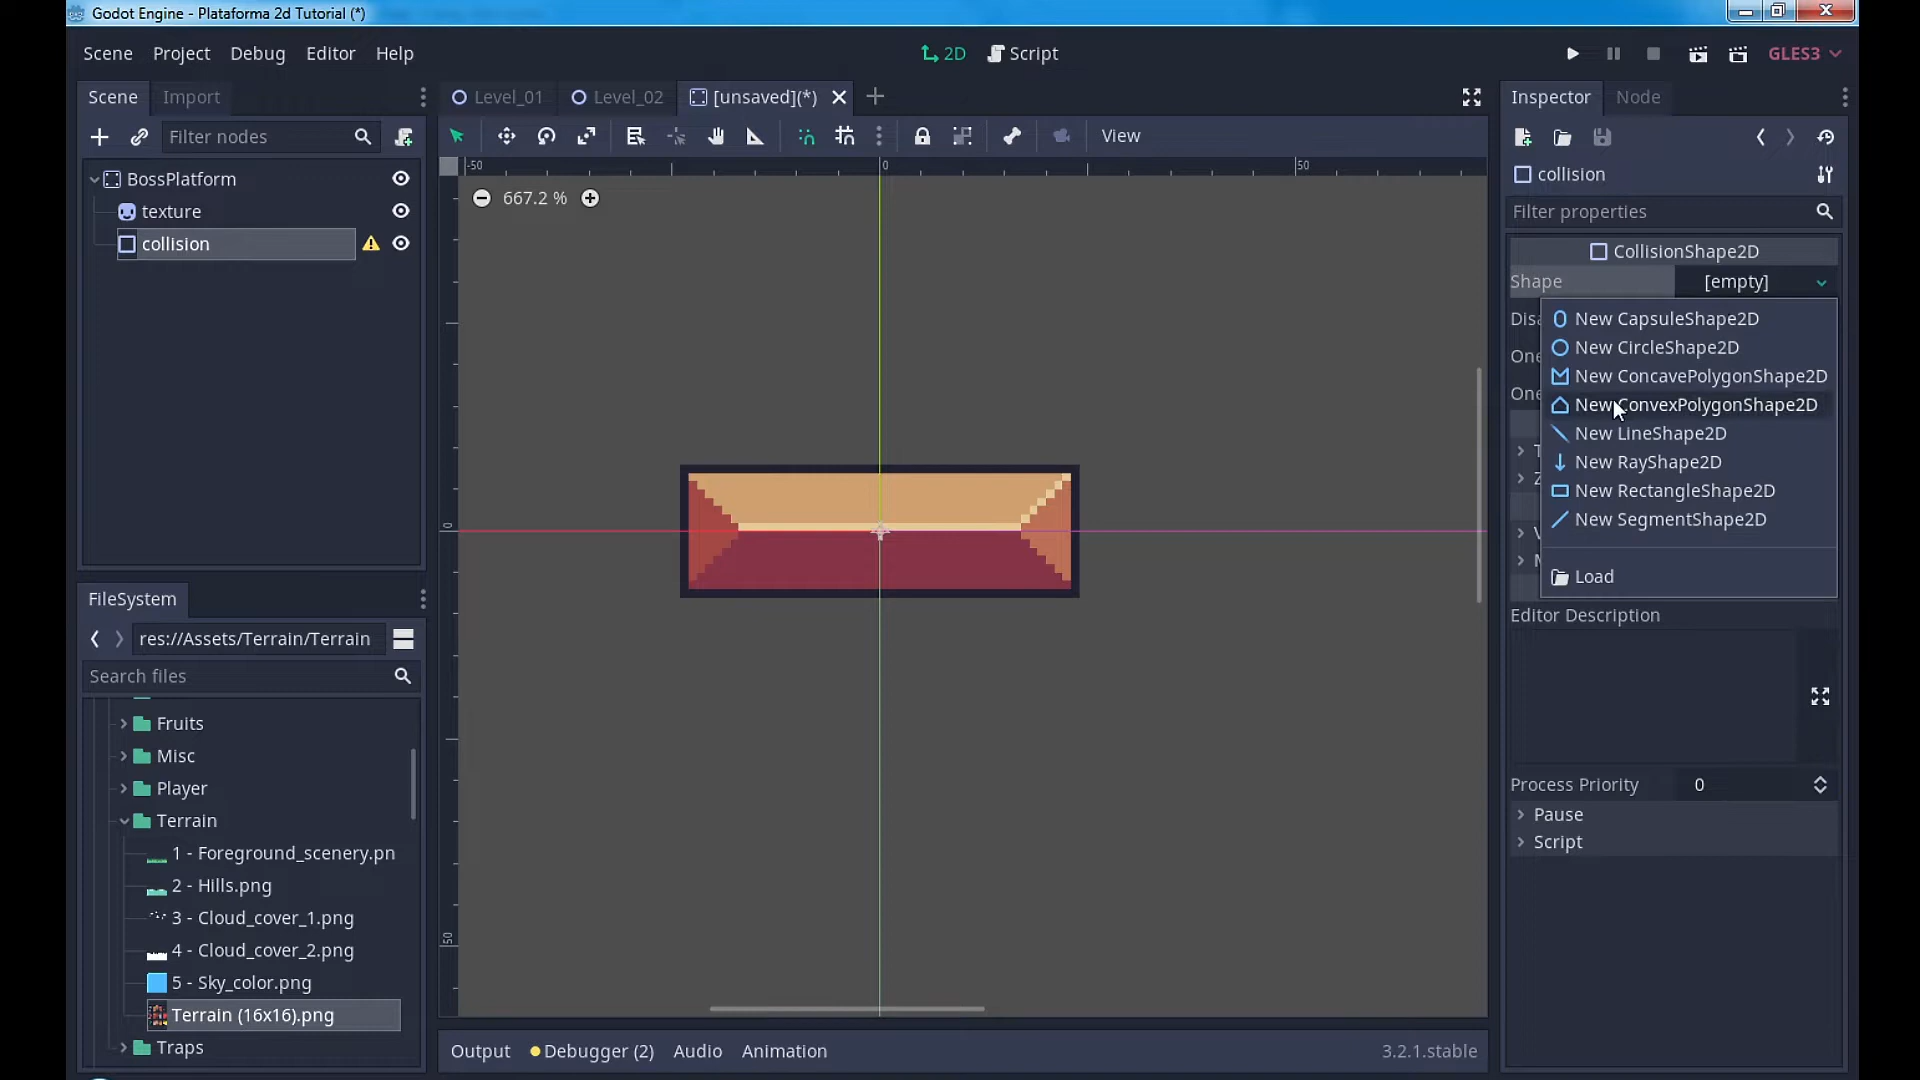 Godot Engine - Plataforma 2d Tutorial (*)
Scene Project Debug Editor Help
2D Script
GLES3
Scene Import
Level_01 Level_02 [unsaved](*)
Inspector Node
Filter nodes
View
BossPlatform
texture
collision
-50 0 50
667.2 %
0
50
collision
Filter properties
CollisionShape2D
Shape [empty]
New CapsuleShape2D
New CircleShape2D
New ConcavePolygonShape2D
New ConvexPolygonShape2D
New LineShape2D
New RayShape2D
New RectangleShape2D
New SegmentShape2D
Load
Disa
One
One
Editor Description
Process Priority 0
Pause
Script
FileSystem
res://Assets/Terrain/Terrain
Search files
Fruits
Misc
Player
Terrain
1 - Foreground_scenery.pn
2 - Hills.png
3 - Cloud_cover_1.png
4 - Cloud_cover_2.png
5 - Sky_color.png
Terrain (16x16).png
Traps
Output Debugger (2) Audio Animation
3.2.1.stable